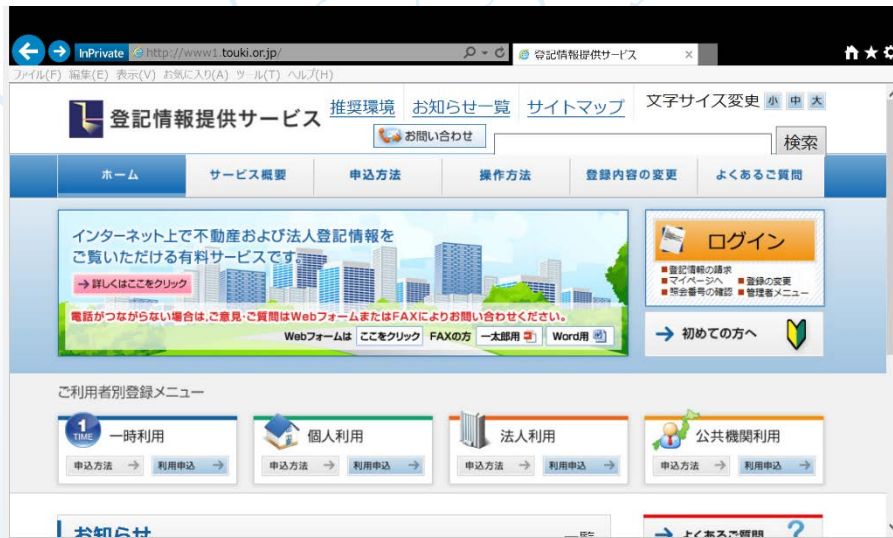 InPrivate http://www1.touki.or.jp/
登記情報提供サービス
ファイル(F) 編集(E) 表示(V) お気に入り(A) ツール(T) ヘルプ(H)
登記情報提供サービス
推奨環境 お知らせ一覧 サイトマップ
文字サイズ変更 小 中 大
お問い合わせ
検索
ホーム サービス概要 申込方法 操作方法 登録内容の変更 よくあるご質問
インターネット上で不動産および法人登記情報を
ご覧いただける有料サービスです。
→詳しくはここをクリック
電話がつながらない場合は、ご意見・ご質問はWebフォームまたはFAXによりお問い合わせください。
Webフォームは ここをクリック FAXの方 一太郎用 Word用
ログイン
■登記情報の請求
■マイページへ ■登録の変更
■照会番号の確認 ■管理者メニュー
→ 初めての方へ
ご利用者別登録メニュー
1 TIME 一時利用
申込方法 → 利用申込 →
個人利用
申込方法 → 利用申込 →
法人利用
申込方法 → 利用申込 →
公共機関利用
申込方法 → 利用申込 →
お知らせ
一覧
→ よくあるご質問 ?